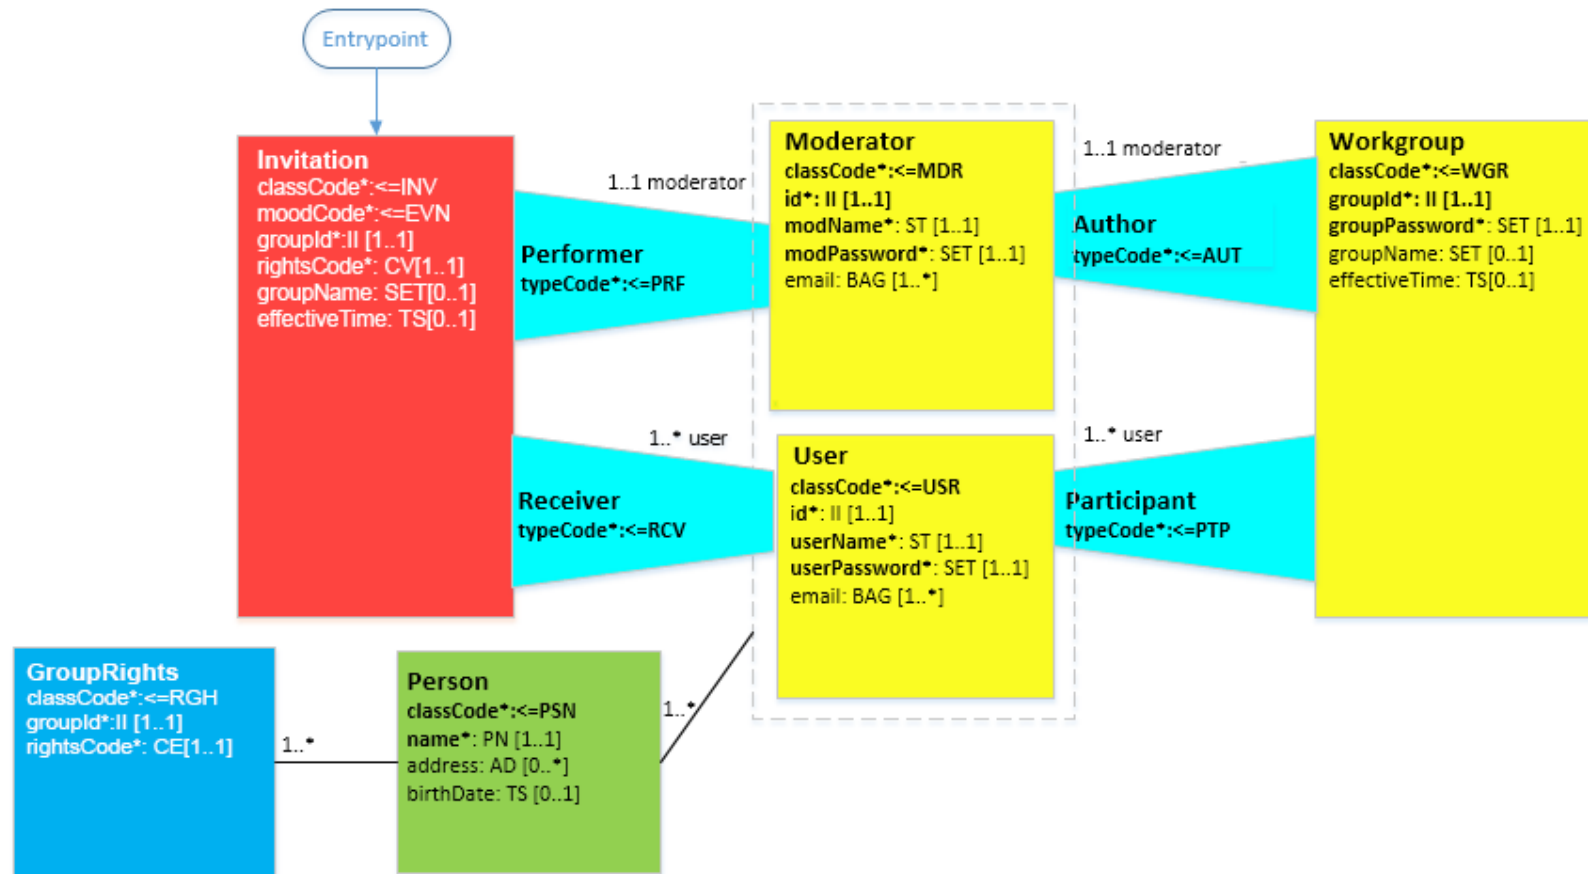 Entrypoint
Invitation
classCode*:<=INV
moodCode*:<=EVN
groupId*:II [1..1]
rightsCode*: CV[1..1]
groupName: SET[0..1]
effectiveTime: TS[0..1]
1..1 moderator
Performer
typeCode*:<=PRF
Moderator
classCode*:<=MDR
id*: II [1..1]
modName*: ST [1..1]
modPassword*: SET [1..1]
email: BAG [1..*]
1..1 moderator
Author
typeCode*:<=AUT
Workgroup
classCode*:<=WGR
groupId*: II [1..1]
groupPassword*: SET [1..1]
groupName: SET [0..1]
effectiveTime: TS[0..1]
1..* user
Receiver
typeCode*:<=RCV
User
classCode*:<=USR
id*: II [1..1]
userName*: ST [1..1]
userPassword*: SET [1..1]
email: BAG [1..*]
1..* user
Participant
typeCode*:<=PTP
GroupRights
classCode*:<=RGH
groupId*:II [1..1]
rightsCode*: CE[1..1]
1..*
Person
classCode*:<=PSN
name*: PN [1..1]
address: AD [0..*]
birthDate: TS [0..1]
1..*